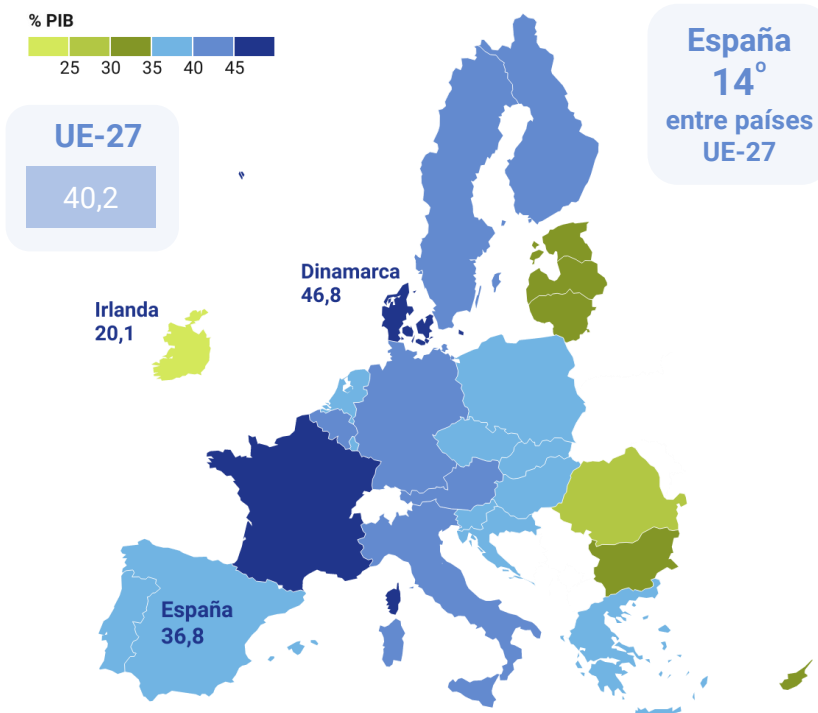 % PIB
25 30 35 40 45
UE-27
40,2
España
14º
entre países
UE-27
Dinamarca
46,8
Irlanda
20,1
España
36,8